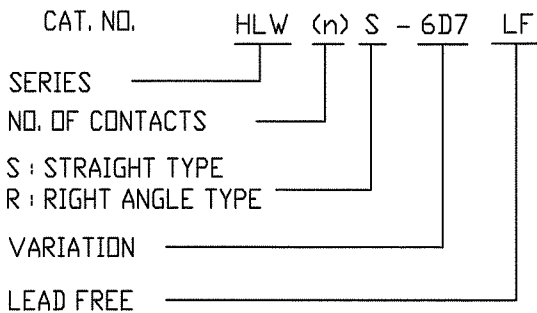 CAT. NO. HLW (n) S - 6D7 LF
SERIES
NO. OF CONTACTS
S : STRAIGHT TYPE
R : RIGHT ANGLE TYPE
VARIATION
LEAD FREE